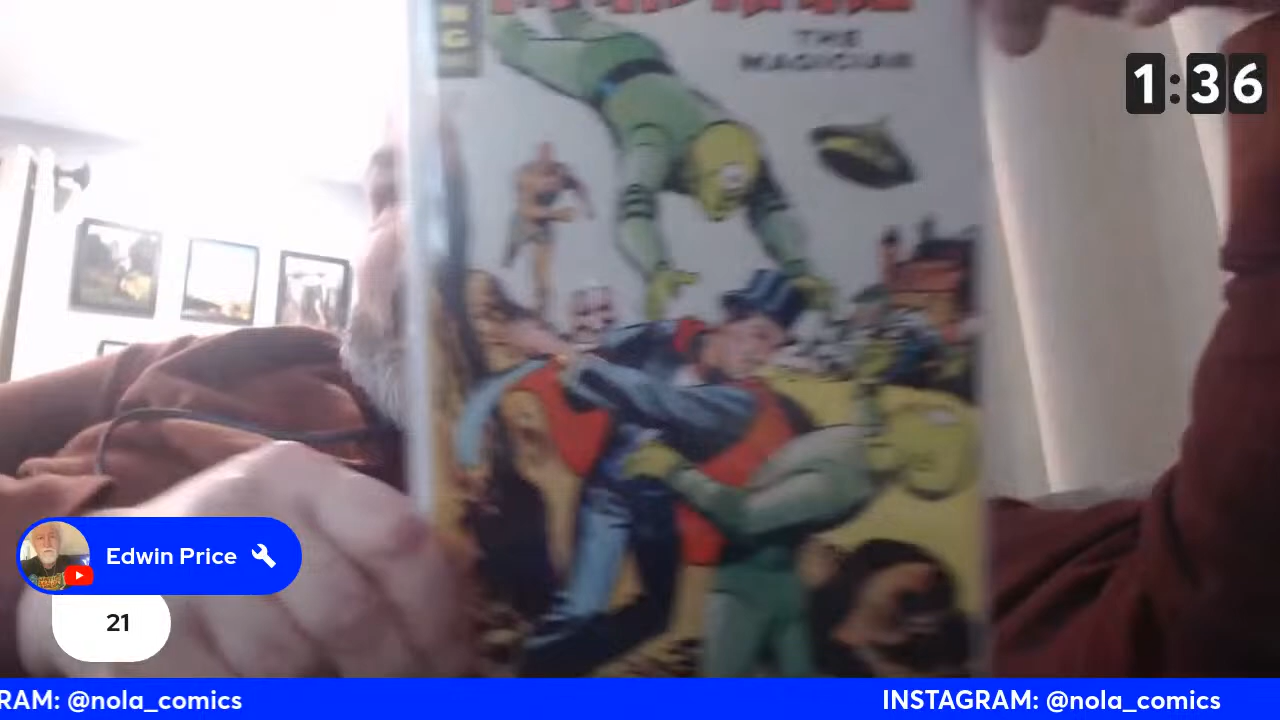 THE
MAGICIAN
1:36
Edwin Price
21
RAM: @nola_comics
INSTAGRAM: @nola_comics